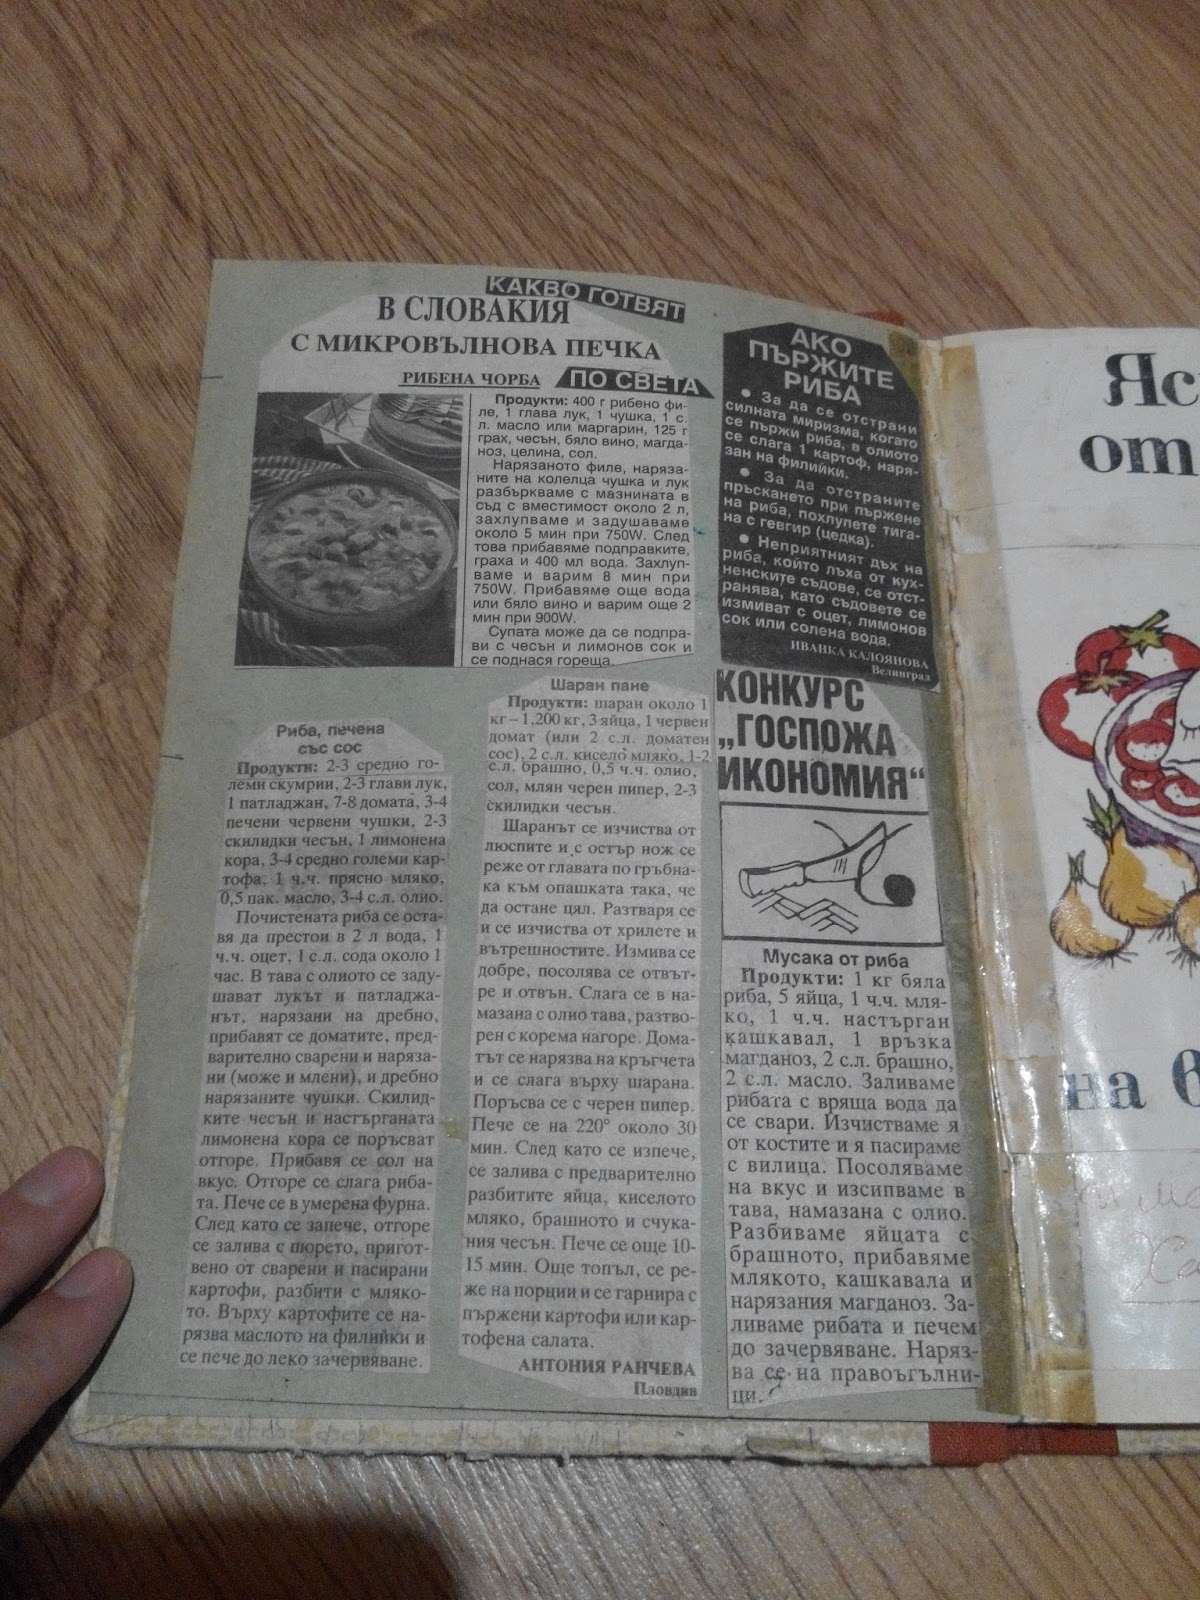 КАКВО ГОТВЯТ
В СЛОВАКИЯ
С МИКРОВЪЛНОВА ПЕЧКА
РИБЕНА ЧОРБА
ПО СВЕТА
Продукти: 400 г рибено фи-
ле, 1 глава лук, 1 чушка, 1 с.
л. масло или маргарин, 125 г
грах, чесън, бяло вино, магда-
ноз, целина, сол.
Нарязаното филе, наряза-
ните на колелца чушка и лук
разбъркваме с мазнината в
съд с вместимост около 2 л,
захлупваме и задушаваме
около 5 мин при 750W. След
това прибавяме подправките,
граха и 400 мл вода. Захлуп-
ваме и варим 8 мин при
750W. Прибавяме още вода
или бяло вино и варим още 2
мин при 900W.
Супата може да се подпра-
ви с чесън и лимонов сок и
се поднася гореща.
Риба, печена
със сос
Продукти: 2-3 средно го-
леми скумрии, 2-3 глави лук,
1 патладжан, 7-8 домата, 3-4
печени червени чушки, 2-3
скилидки чесън, 1 лимонена
кора, 3-4 средно големи кар-
тофа, 1 ч.ч. прясно мляко,
0,5 пак. масло, 3-4 с.л. олио.
Почистената риба се оста-
вя да престои в 2 л вода, 1
ч.ч. оцет, 1 с.л. сода около 1
час. В тава с олиото се заду-
шават лукът и патладжа-
нът, нарязани на дребно,
прибавят се доматите, пред-
варително сварени и наряза-
ни (може и млени), и дребно
нарязаните чушки. Скилид-
ките чесън и настърганата
лимонена кора се поръсват
отгоре. Прибавя се сол на
вкус. Отгоре се слага риба-
та. Пече се в умерена фурна.
След като се запече, отгоре
се залива с пюрето, пригот-
вено от сварени и пасирани
картофи, разбити с мляко-
то. Върху картофите се на-
рязва маслото на филийки и
се пече до леко зачервяване.
Шаран пане
Продукти: шаран около 1
кг – 1,200 кг, 3 яйца, 1 червен
домат (или 2 с.л. доматен
сос), 2 с.л. кисело мляко, 1-2
с.л. брашно, 0,5 ч.ч. олио,
сол, млян черен пипер, 2-3
скилидки чесън.
Шаранът се изчиства от
люспите и с остър нож се
реже от главата по гръбна-
ка към опашката така, че
да остане цял. Разтваря се
и се изчиства от хрилете и
вътрешностите. Измива се
добре, посолява се отвът-
ре и отвън. Слага се в на-
мазана с олио тава, разтво-
рен с корема нагоре. Дома-
тът се нарязва на кръгчета
и се слага върху шарана.
Поръсва се с черен пипер.
Пече се на 220° около 30
мин. След като се изпече,
се залива с предварително
разбитите яйца, киселото
мляко, брашното и счука-
ния чесън. Пече се още 10-
15 мин. Още топъл, се ре-
же на порции и се гарнира с
пържени картофи или кар-
тофена салата.
АНТОНИЯ РАНЧЕВА
Пловдив
АКО
ПЪРЖИТЕ
РИБА
● За да се отстрани
силната миризма, когато
се пържи риба, в олиото
се слага 1 картоф, наря-
зан на филийки.
● За да отстраните
пръскането при пържене
на риба, похлупете тига-
на с гевгир (цедка).
● Неприятният дъх на
риба, който лъха от кух-
ненските съдове, се отст-
ранява, като съдовете се
измиват с оцет, лимонов
сок или солена вода.
ИВАНКА КАЛОЯНОВА
Велинград
КОНКУРС
„ГОСПОЖА
ИКОНОМИЯ“
Мусака от риба
Продукти: 1 кг бяла
риба, 5 яйца, 1 ч.ч. мля-
ко, 1 ч.ч. настърган
кашкавал, 1 връзка
магданоз, 2 с.л. брашно,
2 с.л. масло. Заливаме
рибата с вряща вода да
се свари. Изчистваме я
от костите и я пасираме
с вилица. Посоляваме
на вкус и изсипваме в
тава, намазана с олио.
Разбиваме яйцата с
брашното, прибавяме
млякото, кашкавала и
нарязания магданоз. За-
ливаме рибата и печем
до зачервяване. Наряз-
ва се на правоъгълни-
ци.
от
на